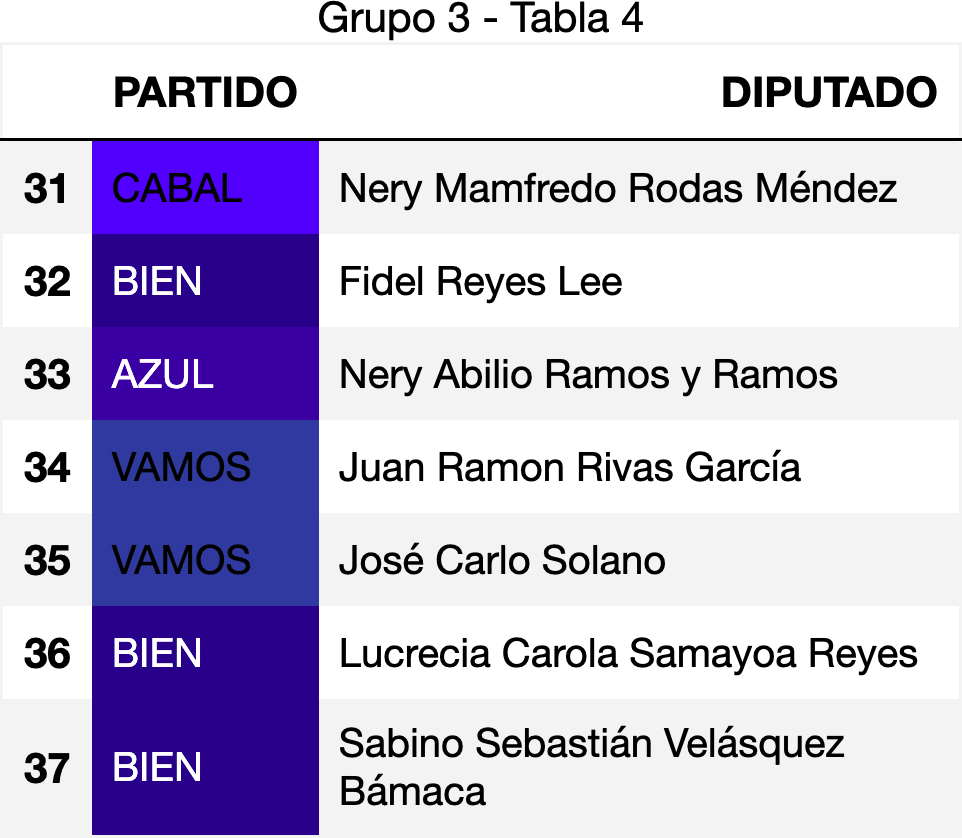 Grupo 3 - Tabla 4
PARTIDO DIPUTADO
31 CABAL Nery Mamfredo Rodas Méndez
32 BIEN Fidel Reyes Lee
33 AZUL Nery Abilio Ramos y Ramos
34 VAMOS Juan Ramon Rivas García
35 VAMOS José Carlo Solano
36 BIEN Lucrecia Carola Samayoa Reyes
37 BIEN Sabino Sebastián Velásquez
Bámaca